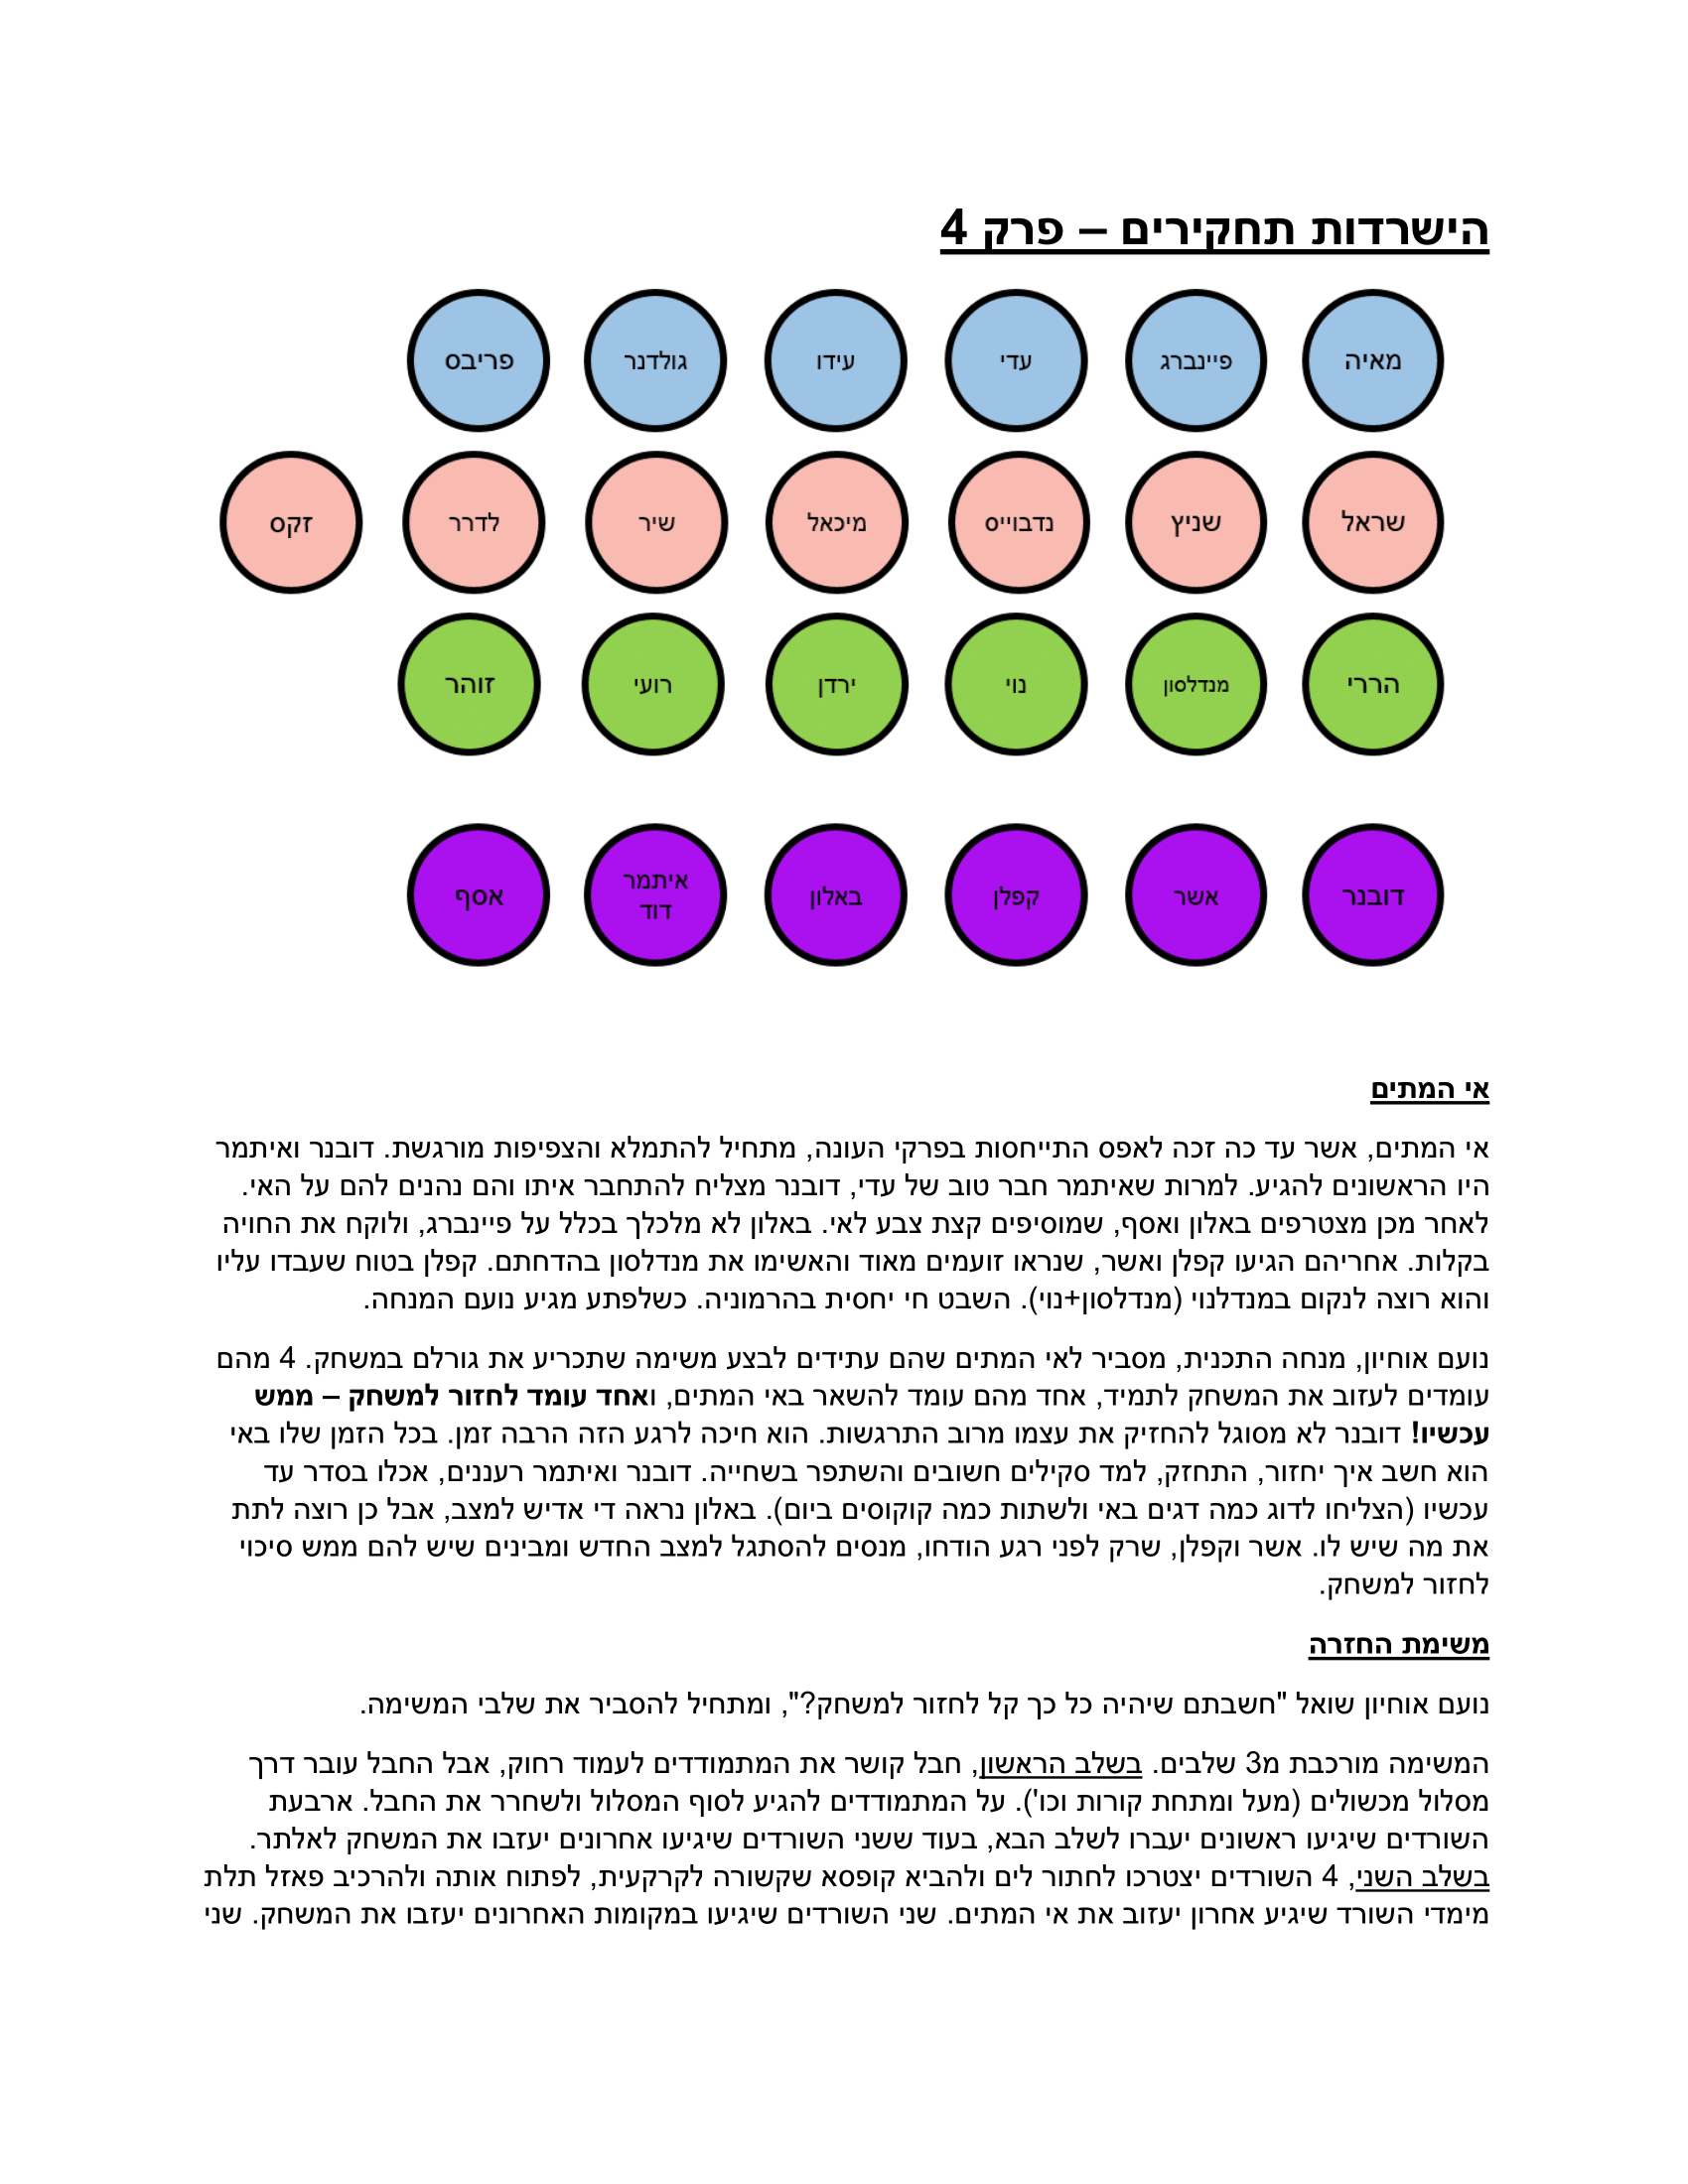 הישרדות תחקירים – פרק 4
מאיה פיינברג עדי עידו גולדנר פריבס
שראל שניץ נדבוייס מיכאל שיר לדרר זקס
הררי מנדלסון נוי ירדן רועי זוהר
דובנר אשר קפלן באלון איתמר דוד אסף
אי המתים
אי המתים, אשר עד כה זכה לאפס התייחסות בפרקי העונה, מתחיל להתמלא והצפיפות מורגשת. דובנר ואיתמר
היו הראשונים להגיע. למרות שאיתמר חבר טוב של עדי, דובנר מצליח להתחבר איתו והם נהנים להם על האי.
לאחר מכן מצטרפים באלון ואסף, שמוסיפים קצת צבע לאי. באלון לא מלכלך בכלל על פיינברג, ולוקח את החויה
בקלות. אחריהם הגיעו קפלן ואשר, שנראו זועמים מאוד והאשימו את מנדלסון בהדחתם. קפלן בטוח שעבדו עליו
והוא רוצה לנקום במנדלנוי (מנדלסון+נוי). השבט חי יחסית בהרמוניה. כשלפתע מגיע נועם המנחה.
נועם אוחיון, מנחה התכנית, מסביר לאי המתים שהם עתידים לבצע משימה שתכריע את גורלם במשחק. 4 מהם
עומדים לעזוב את המשחק לתמיד, אחד מהם עומד להשאר באי המתים, ואחד עומד לחזור למשחק – ממש
עכשיו! דובנר לא מסוגל להחזיק את עצמו מרוב התרגשות. הוא חיכה לרגע הזה הרבה זמן. בכל הזמן שלו באי
הוא חשב איך יחזור, התחזק, למד סקילים חשובים והשתפר בשחייה. דובנר ואיתמר רעננים, אכלו בסדר עד
עכשיו (הצליחו לדוג כמה דגים באי ולשתות כמה קוקוסים ביום). באלון נראה די אדיש למצב, אבל כן רוצה לתת
את מה שיש לו. אשר וקפלן, שרק לפני רגע הודחו, מנסים להסתגל למצב החדש ומבינים שיש להם ממש סיכוי
לחזור למשחק.
משימת החזרה
נועם אוחיון שואל "חשבתם שיהיה כל כך קל לחזור למשחק?", ומתחיל להסביר את שלבי המשימה.
המשימה מורכבת מ3 שלבים. בשלב הראשון, חבל קושר את המתמודדים לעמוד רחוק, אבל החבל עובר דרך
מסלול מכשולים (מעל ומתחת קורות וכו'). על המתמודדים להגיע לסוף המסלול ולשחרר את החבל. ארבעת
השורדים שיגיעו ראשונים יעברו לשלב הבא, בעוד ששני השורדים שיגיעו אחרונים יעזבו את המשחק לאלתר.
בשלב השני, 4 השורדים יצטרכו לחתור לים ולהביא קופסא שקשורה לקרקעית, לפתוח אותה ולהרכיב פאזל תלת
מימדי השורד שיגיע אחרון יעזוב את אי המתים. שני השורדים שיגיעו במקומות האחרונים יעזבו את המשחק. שני